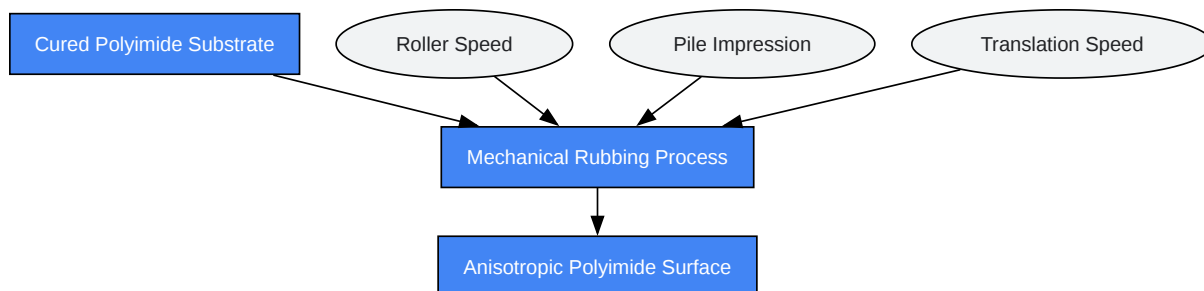 Cured Polyimide Substrate
Roller Speed
Pile Impression
Translation Speed
Mechanical Rubbing Process
Anisotropic Polyimide Surface